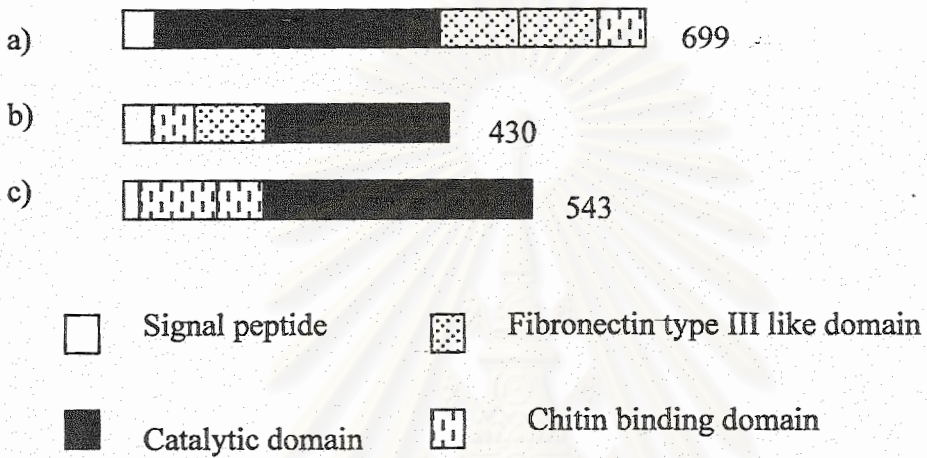 a) 699
b) 430
c) 543
Signal peptide Fibronectin type III like domain
Catalytic domain Chitin binding domain